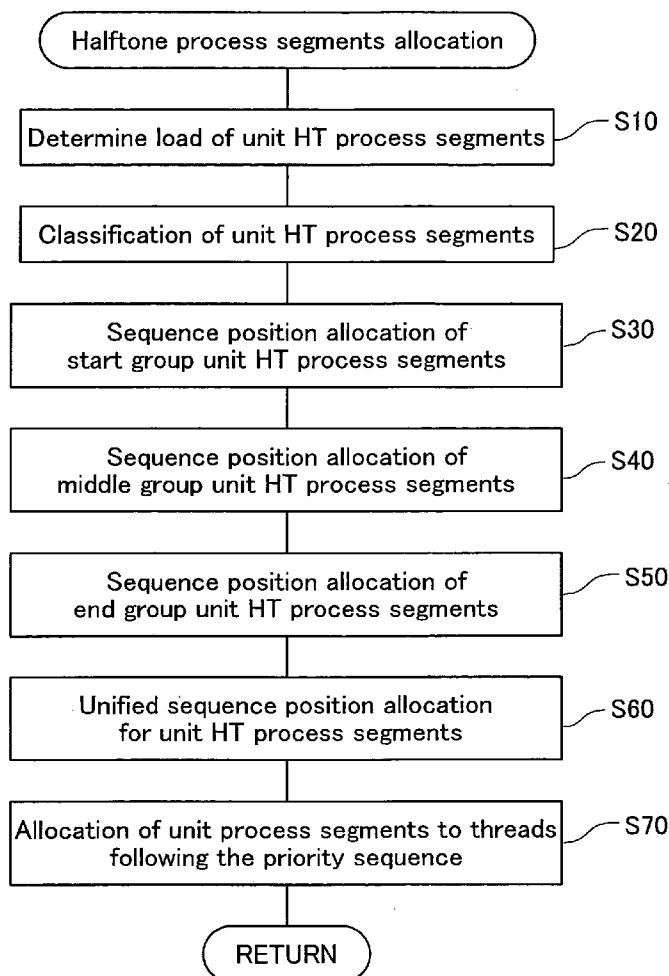 Halftone process segments allocation
Determine load of unit HT process segments
S10
Classification of unit HT process segments
S20
Sequence position allocation of
start group unit HT process segments
S30
Sequence position allocation of
middle group unit HT process segments
S40
Sequence position allocation of
end group unit HT process segments
S50
Unified sequence position allocation
for unit HT process segments
S60
Allocation of unit process segments to threads
following the priority sequence
S70
RETURN